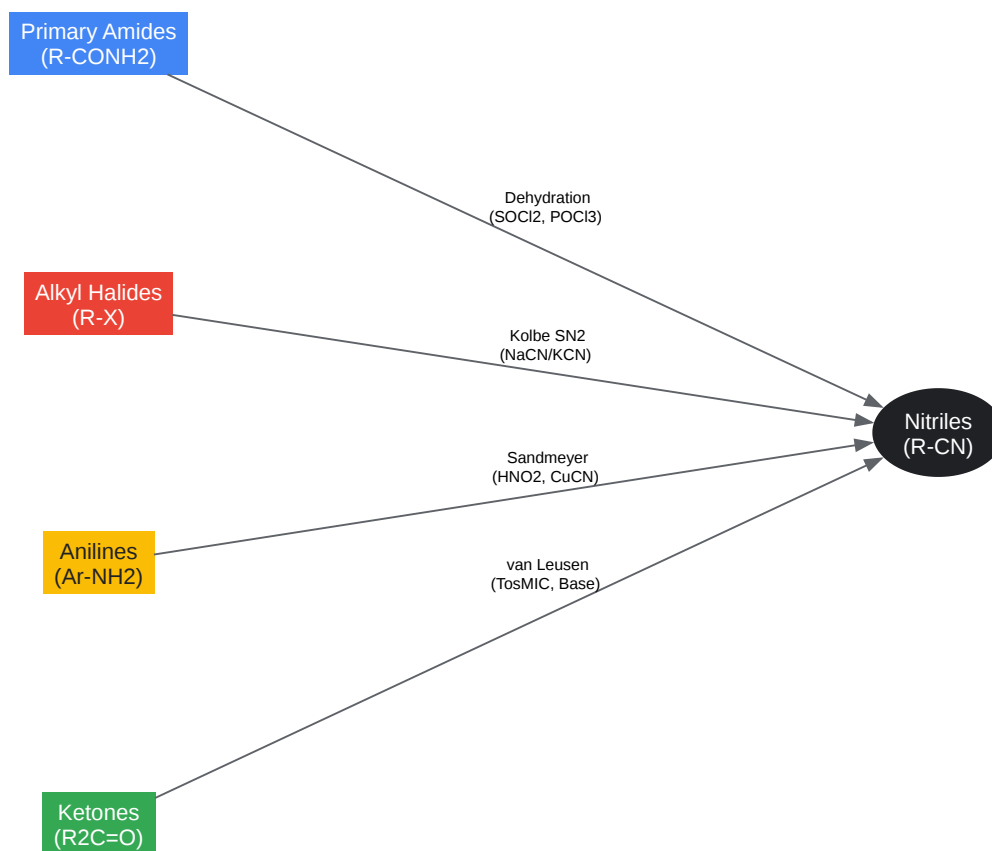 Primary Amides
(R-CONH2)
Dehydration
(SOCl2, POCl3)
Alkyl Halides
(R-X)
Kolbe SN2
(NaCN/KCN)
Nitriles
(R-CN)
Sandmeyer
(HNO2, CuCN)
Anilines
(Ar-NH2)
van Leusen
(TosMIC, Base)
Ketones
(R2C=O)